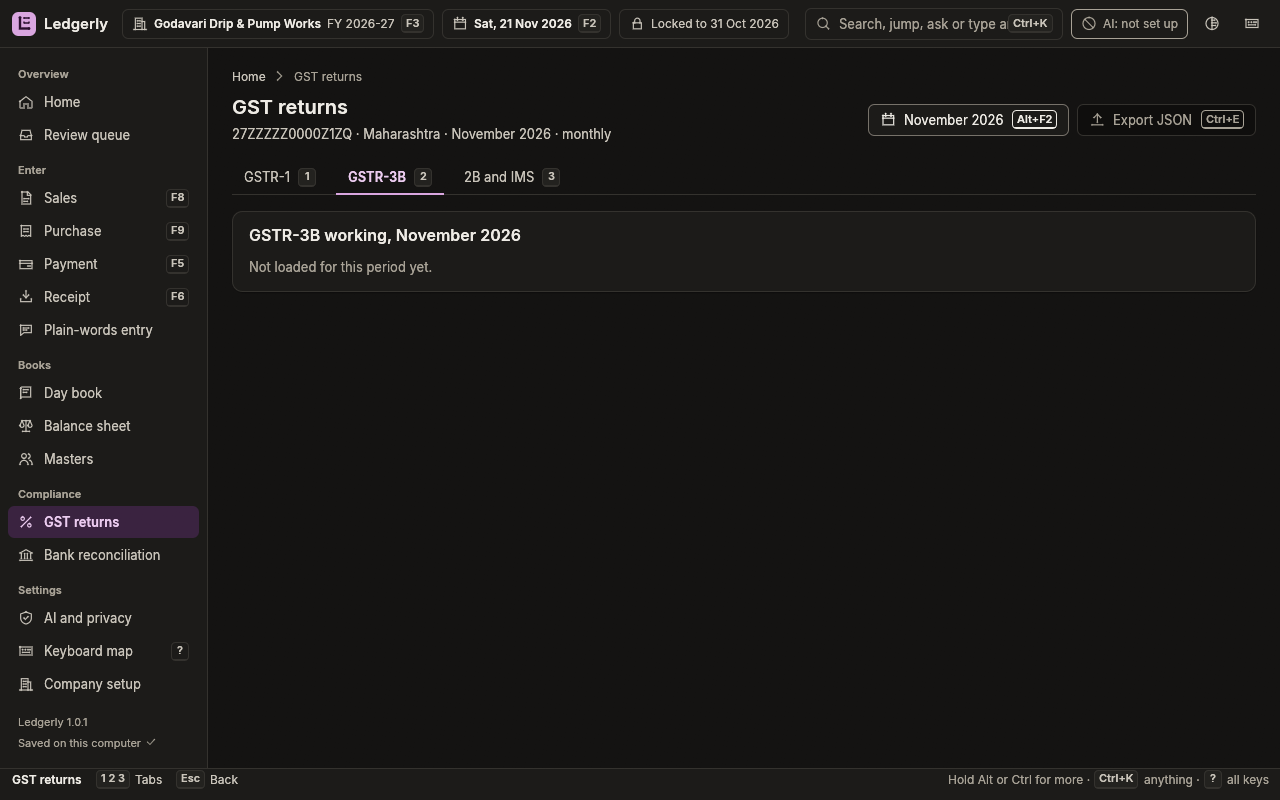 Ledgerly
Godavari Drip & Pump Works FY 2026-27 F3
Sat, 21 Nov 2026 F2
Locked to 31 Oct 2026
Search, jump, ask or type a Ctrl+K
AI: not set up
Overview
Home
Review queue
Enter
Sales F8
Purchase F9
Payment F5
Receipt F6
Plain-words entry
Books
Day book
Balance sheet
Masters
Compliance
GST returns
Bank reconciliation
Settings
AI and privacy
Keyboard map ?
Company setup
Ledgerly 1.0.1
Saved on this computer
Home > GST returns
GST returns
27ZZZZZ0000Z1ZQ · Maharashtra · November 2026 · monthly
November 2026 Alt+F2
Export JSON Ctrl+E
GSTR-1 1 GSTR-3B 2 2B and IMS 3
GSTR-3B working, November 2026
Not loaded for this period yet.
GST returns 1 2 3 Tabs Esc Back
Hold Alt or Ctrl for more · Ctrl+K anything · ? all keys